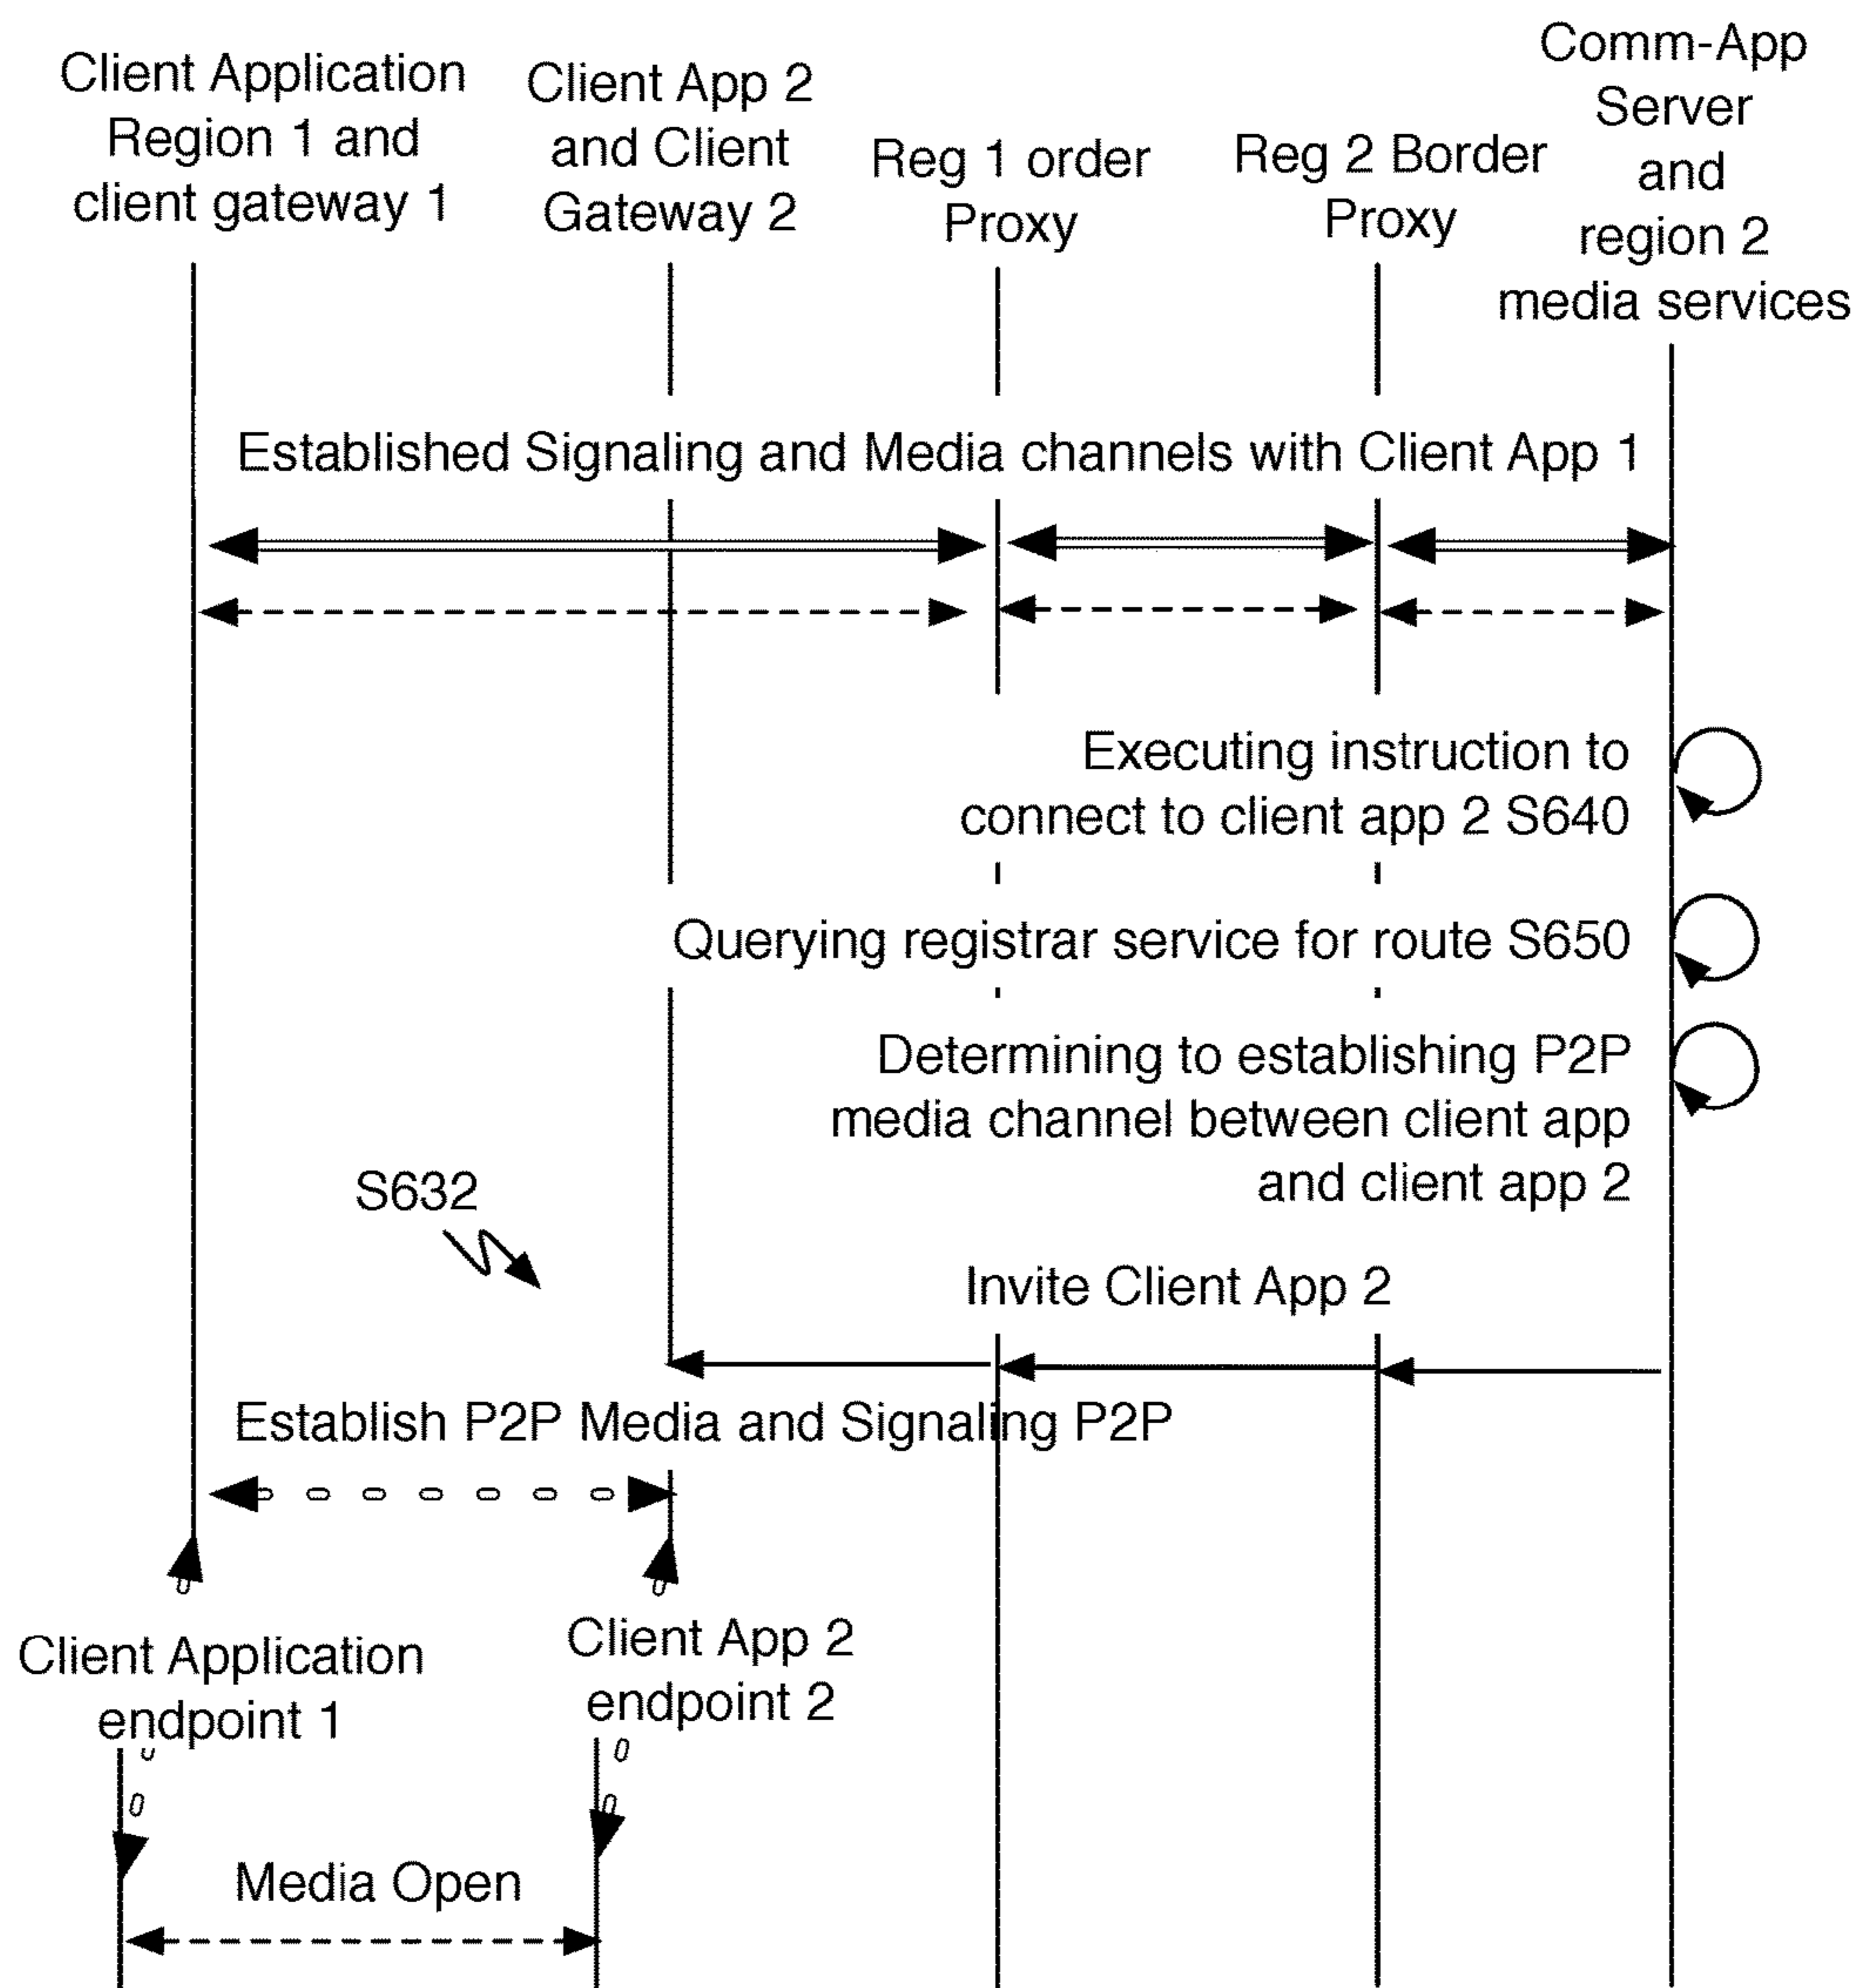 Client Application
Region 1 and
client gateway 1
Client App 2
and Client
Gateway 2
Reg 1 order
Proxy
Reg 2 Border
Proxy
Comm-App
Server
and
region 2
media services
Established Signaling and Media channels with Client App 1
Executing instruction to
connect to client app 2 S640
Querying registrar service for route S650
Determining to establishing P2P
media channel between client app
and client app 2
S632
Invite Client App 2
Establish P2P Media and Signaling P2P
Client Application
endpoint 1
Client App 2
endpoint 2
Media Open